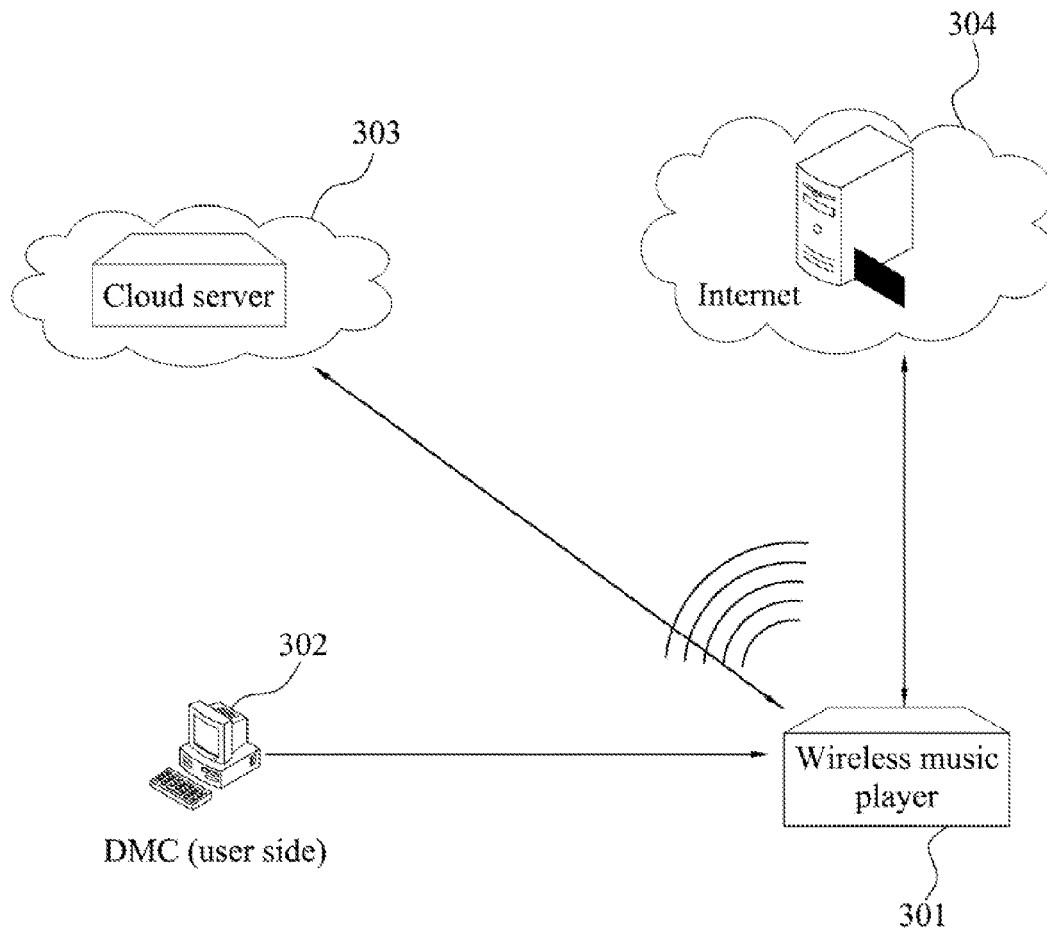 304
303
Cloud server
Internet
302
Wireless music
player
DMC (user side)
301